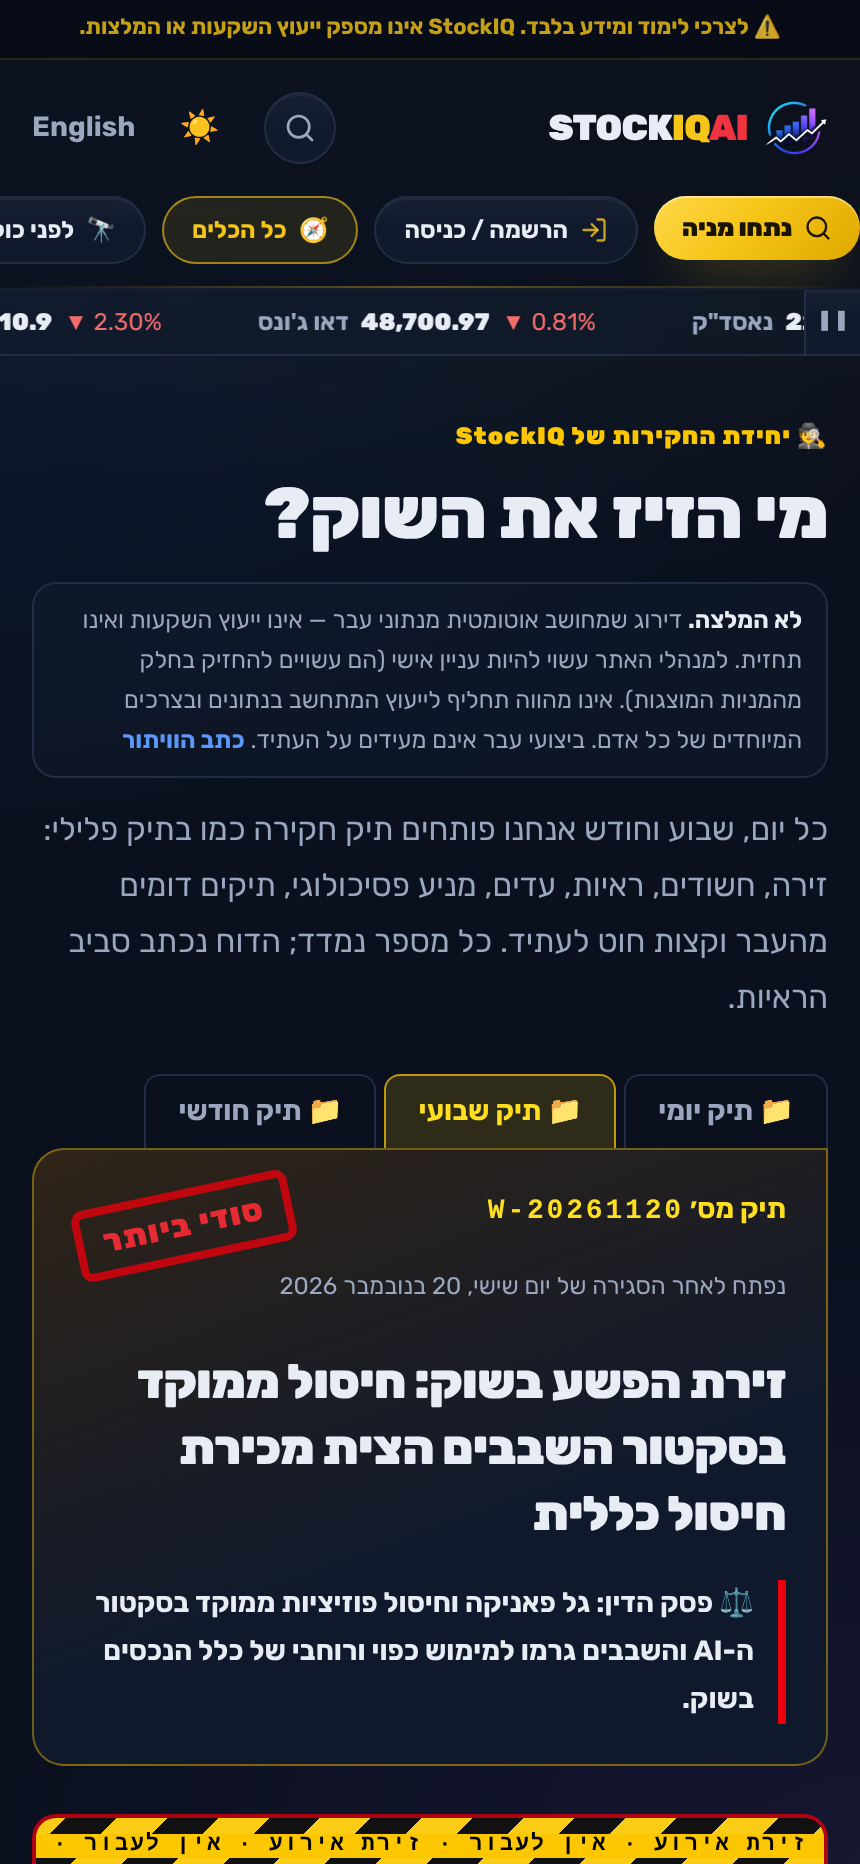 ⚠️ לצרכי לימוד ומידע בלבד. StockIQ אינו מספק ייעוץ השקעות או המלצות.
STOCKIQAI
English
נתחו מניה
הרשמה / כניסה
כל הכלים
לפני
נאסד"ק
דאו ג'ונס 48,700.97 ▼ 0.81%
10.9 ▼ 2.30%
🕵️ יחידת החקירות של StockIQ
מי הזיז את השוק?
לא המלצה. דירוג שמחושב אוטומטית מנתוני עבר – אינו ייעוץ השקעות ואינו
תחזית. למנהלי האתר עשוי להיות עניין אישי (הם עשויים להחזיק בחלק
מהמניות המוצגות). אינו מהווה תחליף לייעוץ המתחשב בנתונים ובצרכים
המיוחדים של כל אדם. ביצועי עבר אינם מעידים על העתיד. כתב הוויתור
כל יום, שבוע וחודש אנחנו פותחים תיק חקירה כמו בתיק פלילי:
זירה, חשודים, ראיות, עדים, מניע פסיכולוגי, תיקים דומים
מהעבר וקצות חוט לעתיד. כל מספר נמדד; הדוח נכתב סביב
הראיות.
📁 תיק יומי
📁 תיק שבועי
📁 תיק חודשי
תיק מס׳ W-20261120
סודי ביותר
נפתח לאחר הסגירה של יום שישי, 20 בנובמבר 2026
זירת הפשע בשוק: חיסול ממוקד
בסקטור השבבים הצית מכירת
חיסול כללית
⚖️ פסק הדין: גל פאניקה וחיסול פוזיציות ממוקד בסקטור
ה-AI והשבבים גרמו למימוש כפוי ורוחבי של כלל הנכסים
בשוק.
זירת אירוע · אין לעבור · זירת אירוע · אין לעבור ·